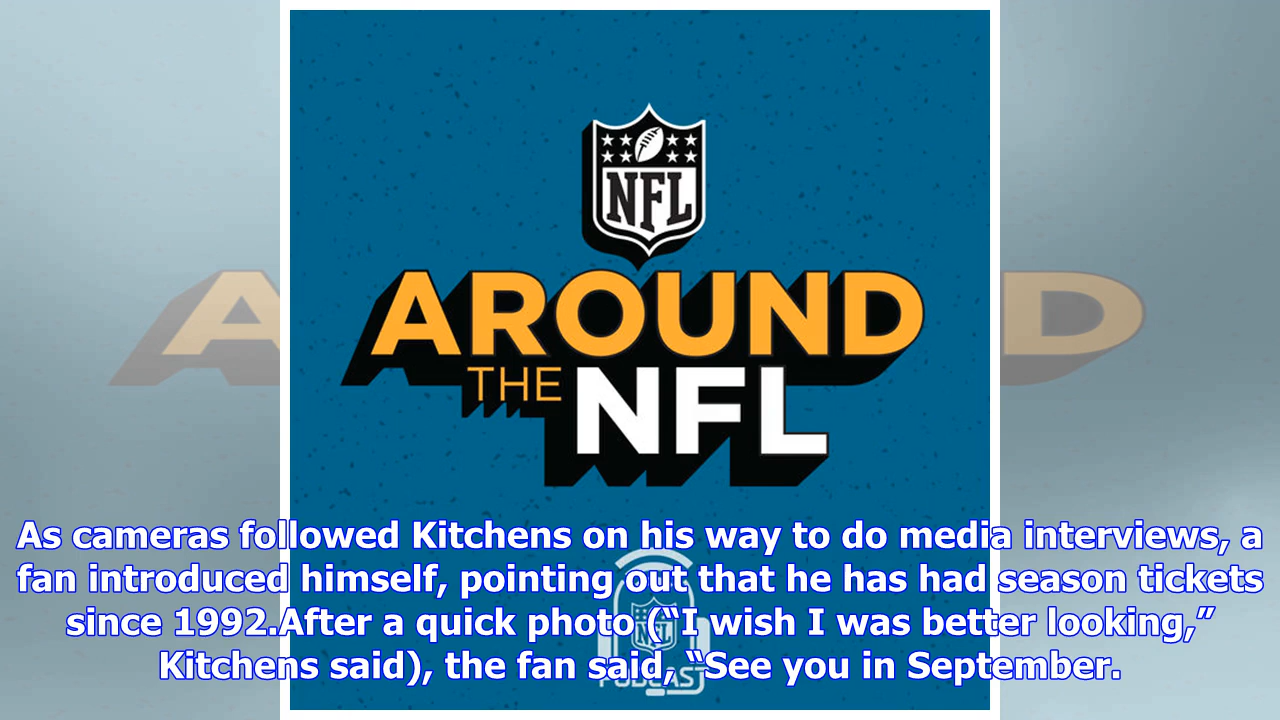 NFL
AROUND
THE NFL
A
D
As cameras followed Kitchens on his way to do media interviews, a
fan introduced himself, pointing out that he has had season tickets
since 1992.After a quick photo (“I wish I was better looking,”
Kitchens said), the fan said, “See you in September.
NFL
PODCAST